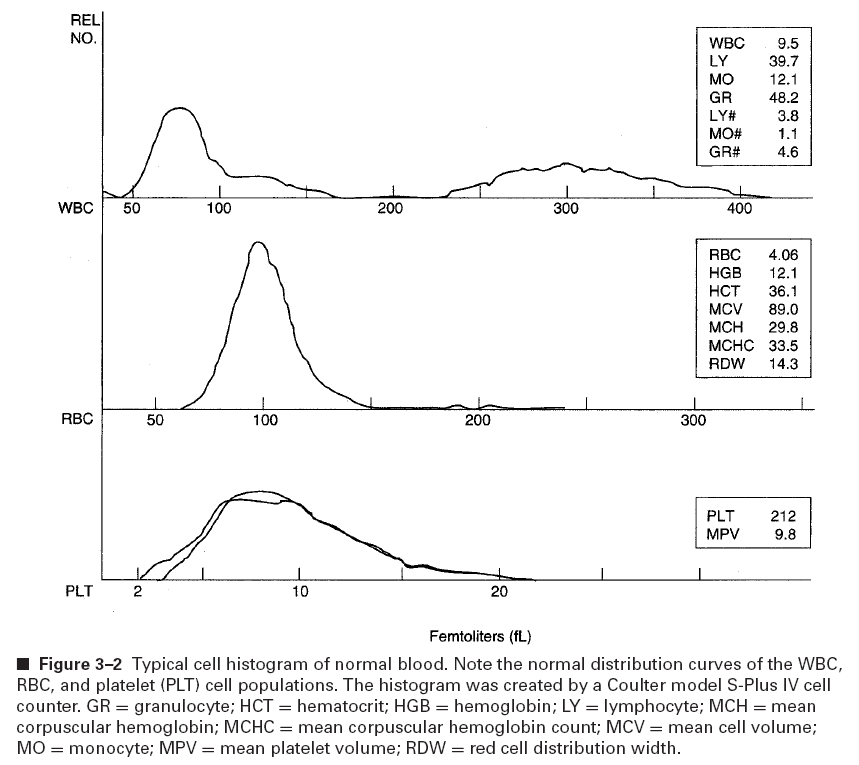 REL
NO.
WBC 9.5
LY 39.7
MO 12.1
GR 48.2
LY# 3.8
MO# 1.1
GR# 4.6
WBC 50 100 200 300 400
RBC 4.06
HGB 12.1
HCT 36.1
MCV 89.0
MCH 29.8
MCHC 33.5
RDW 14.3
RBC 50 100 200 300
PLT 212
MPV 9.8
PLT 2 10 20
Femtoliters (fL)
■ Figure 3–2 Typical cell histogram of normal blood. Note the normal distribution curves of the WBC,
RBC, and platelet (PLT) cell populations. The histogram was created by a Coulter model S-Plus IV cell
counter. GR = granulocyte; HCT = hematocrit; HGB = hemoglobin; LY = lymphocyte; MCH = mean
corpuscular hemoglobin; MCHC = mean corpuscular hemoglobin count; MCV = mean cell volume;
MO = monocyte; MPV = mean platelet volume; RDW = red cell distribution width.